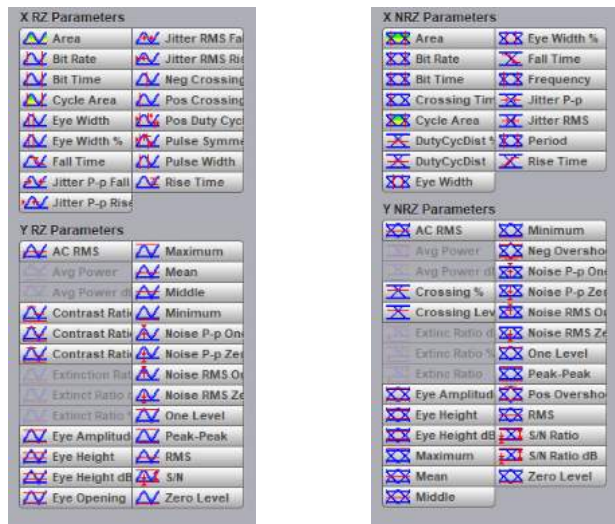 X RZ Parameters
Area
Jitter RMS Fa
Bit Rate
Jitter RMS Ris
Bit Time
Neg Crossing
Cycle Area
Pos Crossing
Eye Width
Pos Duty Cyc
Eye Width %
Pulse Symme
Fall Time
Pulse Width
Jitter P-p Fall
Rise Time
Jitter P-p Rise
Y RZ Parameters
AC RMS
Maximum
Avg Power
Mean
Avg Power d
Middle
Contrast Rati
Minimum
Contrast Rati
Noise P-p On
Contrast Rati
Noise P-p Zer
Extinction Rat
Noise RMS On
Extinct Ratio
Noise RMS Ze
Extinct Ratio
One Level
Eye Amplitud
Peak-Peak
Eye Height
RMS
Eye Height dB
S/N
Eye Opening
Zero Level
X NRZ Parameters
Area
Eye Width %
Bit Rate
Fall Time
Bit Time
Frequency
Crossing Tim
Jitter P-p
Cycle Area
Jitter RMS
DutyCycDist %
Period
DutyCycDist
Rise Time
Eye Width
Y NRZ Parameters
AC RMS
Minimum
Avg Power
Neg Oversho
Avg Power d
Noise P-p On
Crossing %
Noise P-p Zer
Crossing Lev
Noise RMS On
Extinc Ratio d
Noise RMS Ze
Extinc Ratio %
One Level
Extinc Ratio
Peak-Peak
Eye Amplitud
Pos Oversho
Eye Height
RMS
Eye Height dB
S/N Ratio
Maximum
S/N Ratio dB
Mean
Zero Level
Middle